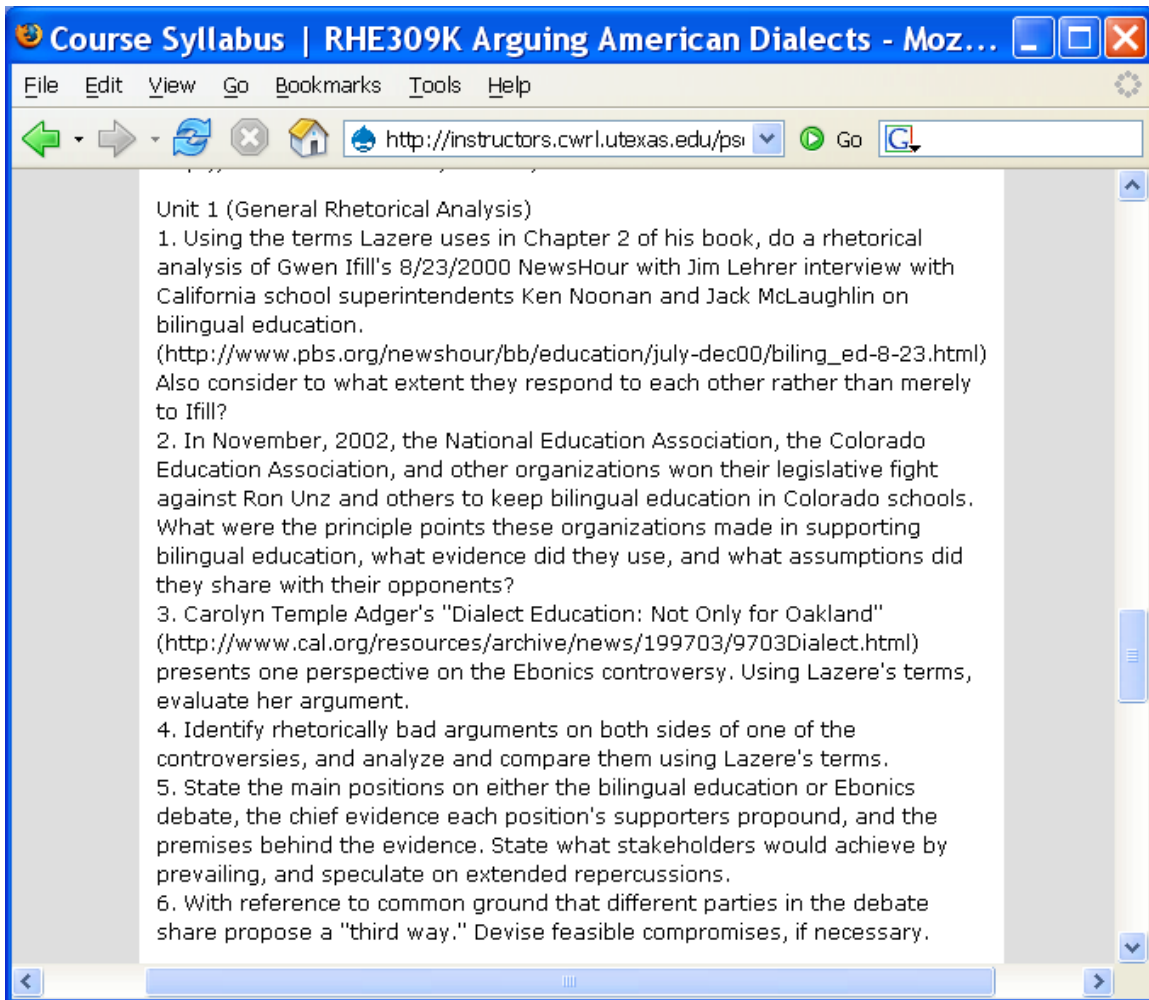 Course Syllabus | RHE309K Arguing American Dialects - Moz...
File Edit View Go Bookmarks Tools Help
http://instructors.cwrl.utexas.edu/ps Go G
Unit 1 (General Rhetorical Analysis)
1. Using the terms Lazere uses in Chapter 2 of his book, do a rhetorical
analysis of Gwen Ifill's 8/23/2000 NewsHour with Jim Lehrer interview with
California school superintendents Ken Noonan and Jack McLaughlin on
bilingual education.
(http://www.pbs.org/newshour/bb/education/july-dec00/biling_ed-8-23.html)
Also consider to what extent they respond to each other rather than merely
to Ifill?
2. In November, 2002, the National Education Association, the Colorado
Education Association, and other organizations won their legislative fight
against Ron Unz and others to keep bilingual education in Colorado schools.
What were the principle points these organizations made in supporting
bilingual education, what evidence did they use, and what assumptions did
they share with their opponents?
3. Carolyn Temple Adger's "Dialect Education: Not Only for Oakland"
(http://www.cal.org/resources/archive/news/199703/9703Dialect.html)
presents one perspective on the Ebonics controversy. Using Lazere's terms,
evaluate her argument.
4. Identify rhetorically bad arguments on both sides of one of the
controversies, and analyze and compare them using Lazere's terms.
5. State the main positions on either the bilingual education or Ebonics
debate, the chief evidence each position's supporters propound, and the
premises behind the evidence. State what stakeholders would achieve by
prevailing, and speculate on extended repercussions.
6. With reference to common ground that different parties in the debate
share propose a "third way." Devise feasible compromises, if necessary.